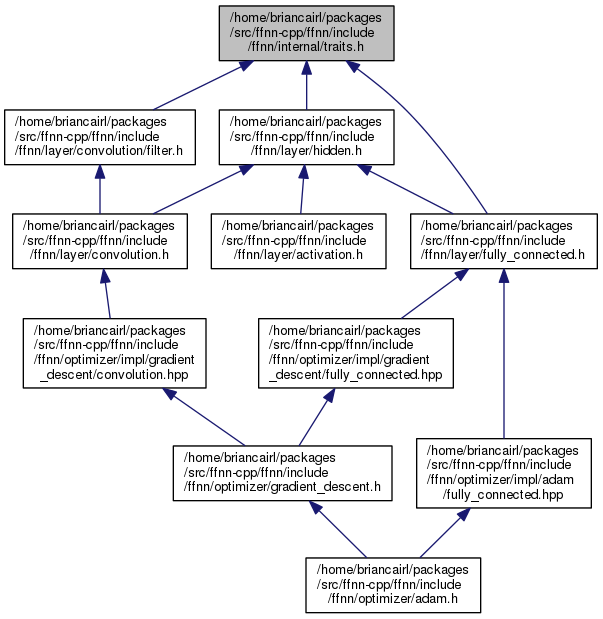 /home/briancairl/packages
/src/ffnn-cpp/ffnn/include
/ffnn/internal/traits.h
/home/briancairl/packages
/src/ffnn-cpp/ffnn/include
/ffnn/layer/convolution/filter.h
/home/briancairl/packages
/src/ffnn-cpp/ffnn/include
/ffnn/layer/hidden.h
/home/briancairl/packages
/src/ffnn-cpp/ffnn/include
/ffnn/layer/convolution.h
/home/briancairl/packages
/src/ffnn-cpp/ffnn/include
/ffnn/layer/activation.h
/home/briancairl/packages
/src/ffnn-cpp/ffnn/include
/ffnn/layer/fully_connected.h
/home/briancairl/packages
/src/ffnn-cpp/ffnn/include
/ffnn/optimizer/impl/gradient
_descent/convolution.hpp
/home/briancairl/packages
/src/ffnn-cpp/ffnn/include
/ffnn/optimizer/impl/gradient
_descent/fully_connected.hpp
/home/briancairl/packages
/src/ffnn-cpp/ffnn/include
/ffnn/optimizer/gradient_descent.h
/home/briancairl/packages
/src/ffnn-cpp/ffnn/include
/ffnn/optimizer/impl/adam
/fully_connected.hpp
/home/briancairl/packages
/src/ffnn-cpp/ffnn/include
/ffnn/optimizer/adam.h